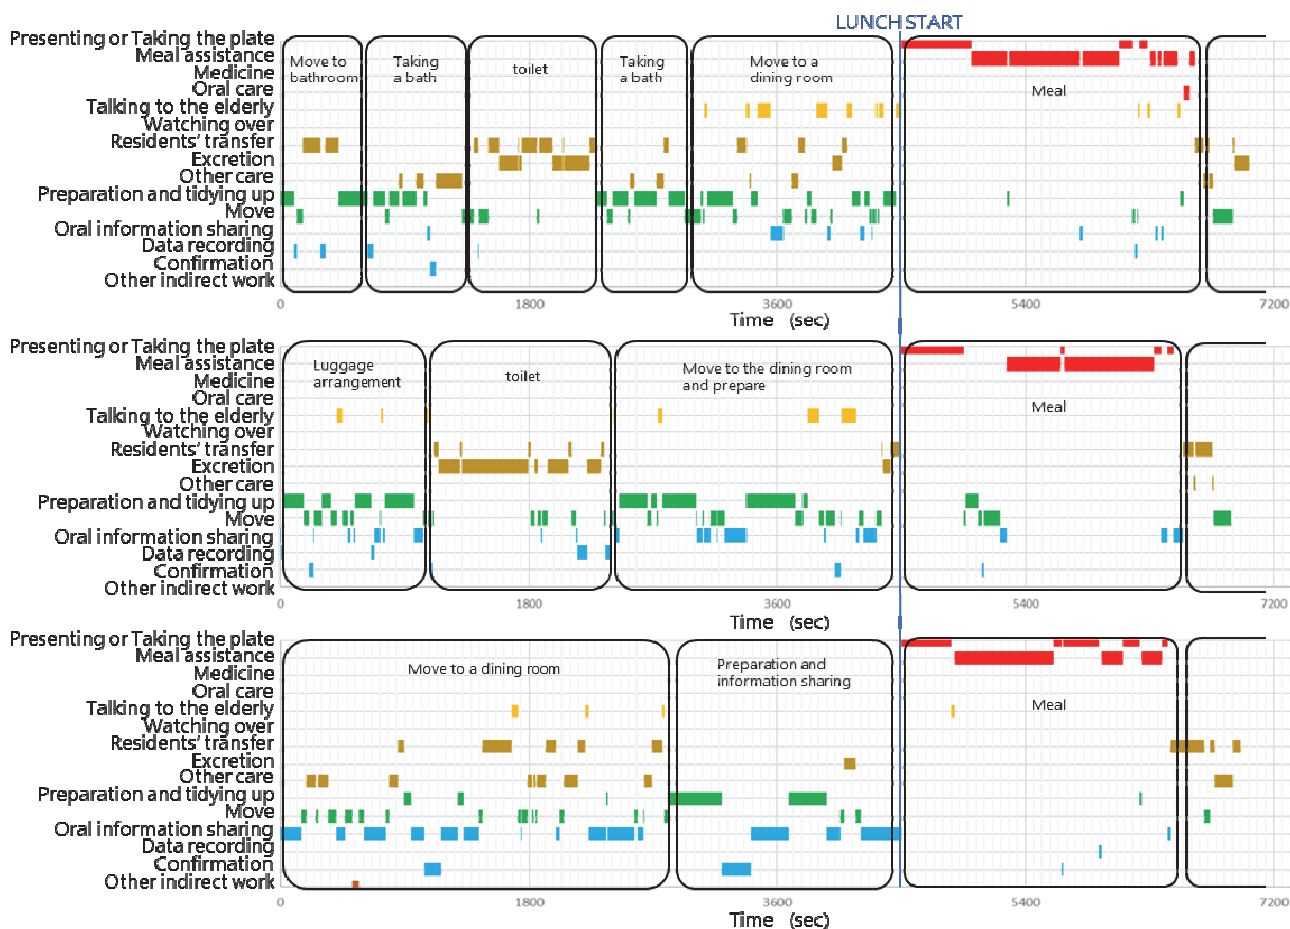 LUNCH START
Presenting or Taking the plate
Meal assistance
Medicine
Oral care
Talking to the elderly
Watching over
Residents' transfer
Excretion
Other care
Preparation and tidying up
Move
Oral information sharing
Data recording
Confirmation
Other indirect work
Move to
bathroom
Taking
a bath
toilet
Taking
a bath
Move to a
dining room
Meal
0 1800 3600 5400 7200
Time (sec)
Presenting or Taking the plate
Meal assistance
Medicine
Oral care
Talking to the elderly
Watching over
Residents' transfer
Excretion
Other care
Preparation and tidying up
Move
Oral information sharing
Data recording
Confirmation
Other indirect work
Luggage
arrangement
toilet
Move to the dining room
and prepare
Meal
0 1800 3600 5400 7200
Time (sec)
Presenting or Taking the plate
Meal assistance
Medicine
Oral care
Talking to the elderly
Watching over
Residents' transfer
Excretion
Other care
Preparation and tidying up
Move
Oral information sharing
Data recording
Confirmation
Other indirect work
Move to a dining room
Preparation and
information sharing
Meal
0 1800 3600 5400 7200
Time (sec)